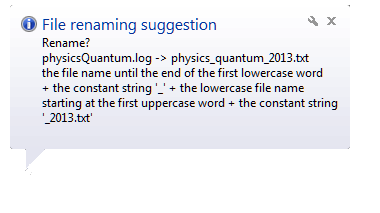 File renaming suggestion
Rename?
physicsQuantum.log -> physics_quantum_2013.txt
the file name until the end of the first lowercase word
+ the constant string '_' + the lowercase file name
starting at the first uppercase word + the constant string
'_2013.txt'